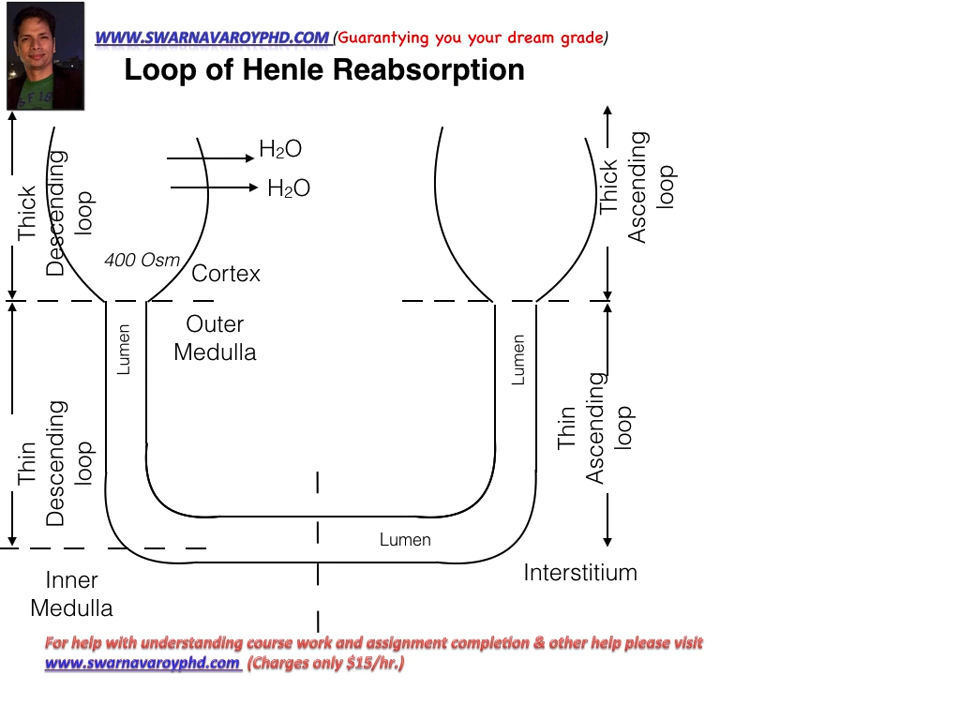 WWW.SWARNAVAROYPHD.COM (Guarantying you your dream grade)
Loop of Henle Reabsorption
H₂O
H₂O
Thick
Descending
loop
400 Osm
Cortex
Thick
Ascending
loop
Outer
Medulla
Lumen
Lumen
Thin
Descending
loop
Thin
Ascending
loop
Lumen
Interstitium
Inner
Medulla
For help with understanding course work and assignment completion & other help please visit
www.swarnavaroyphd.com (Charges only $15/hr.)